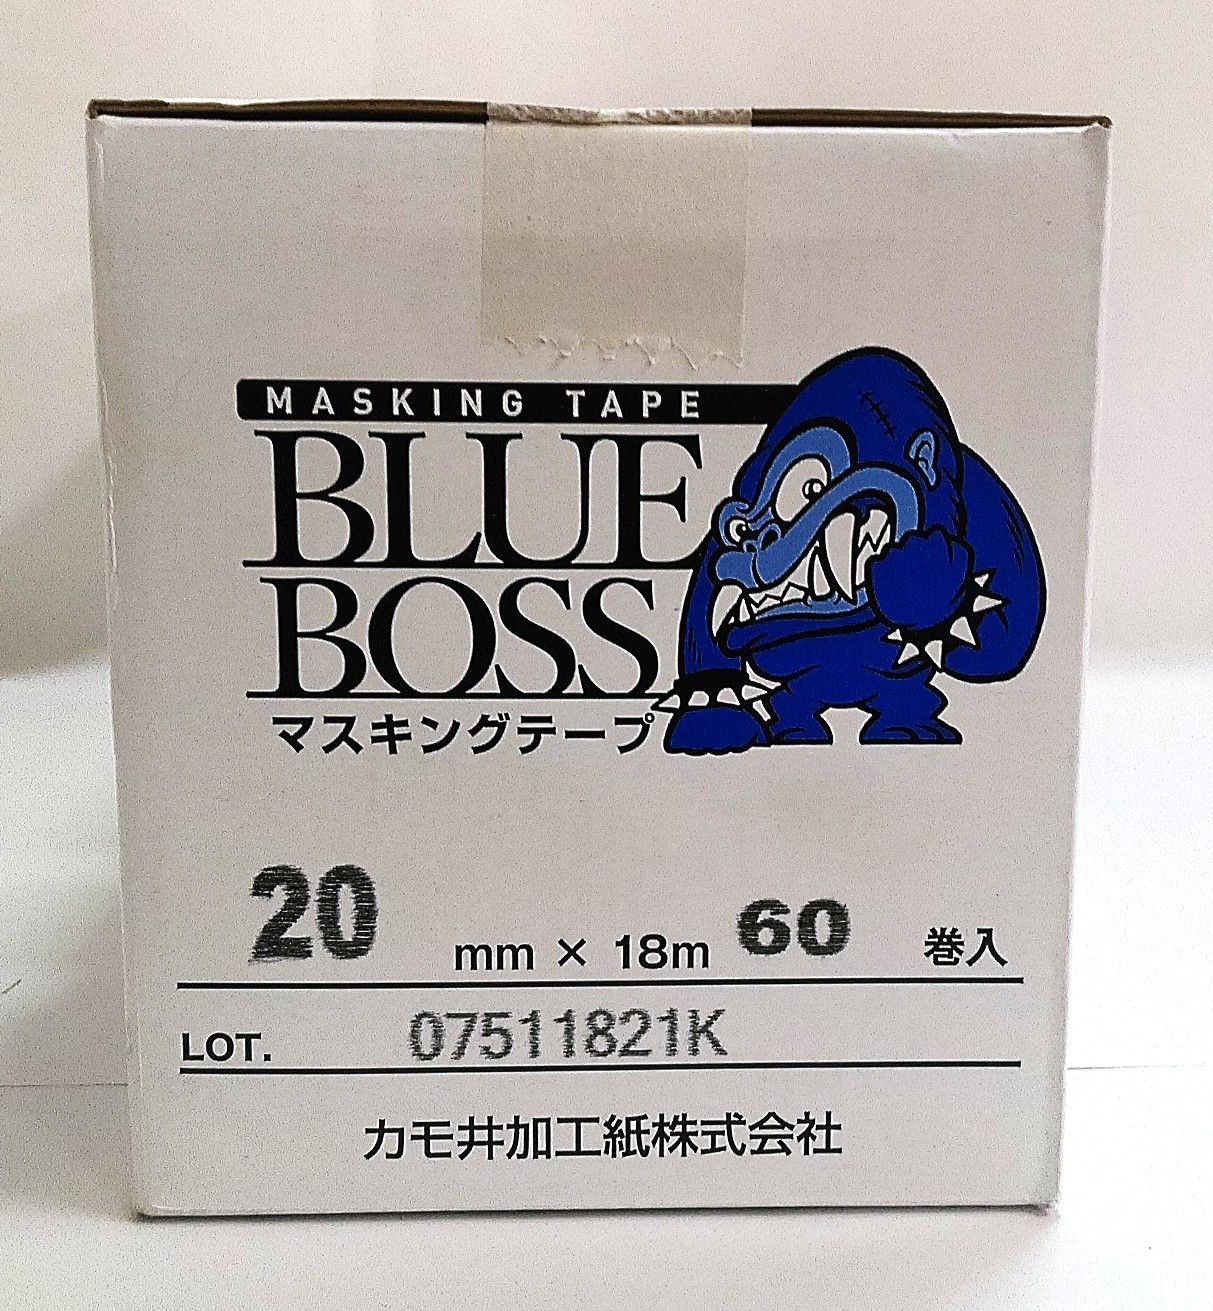 MASKING TAPE
BLUE
BOSS
マスキングテープ
20 mm × 18m 60 巻入
LOT. 07511821K
カモ井加工紙株式会社